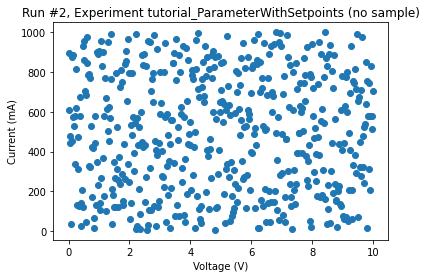 Run #2, Experiment tutorial_ParameterWithSetpoints (no sample)
1000
800
600
400
200
0
Current (mA)
0 2 4 6 8 10
Voltage (V)